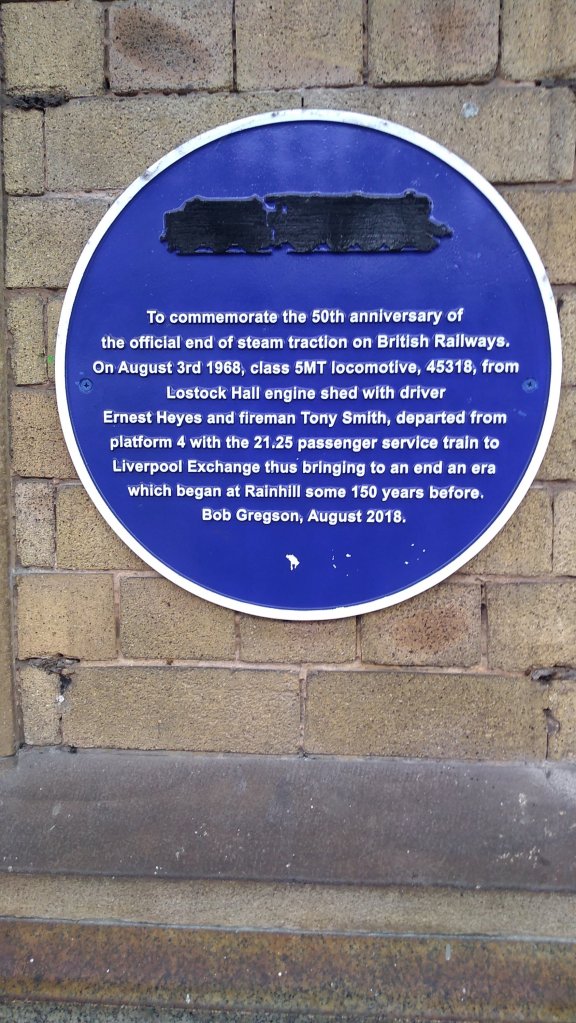 To commemorate the 50th anniversary of
the official end of steam traction on British Railways.
On August 3rd 1968, class 5MT locomotive, 45318, from
Lostock Hall engine shed with driver
Ernest Heyes and fireman Tony Smith, departed from
platform 4 with the 21.25 passenger service train to
Liverpool Exchange thus bringing to an end an era
which began at Rainhill some 150 years before.
Bob Gregson, August 2018.